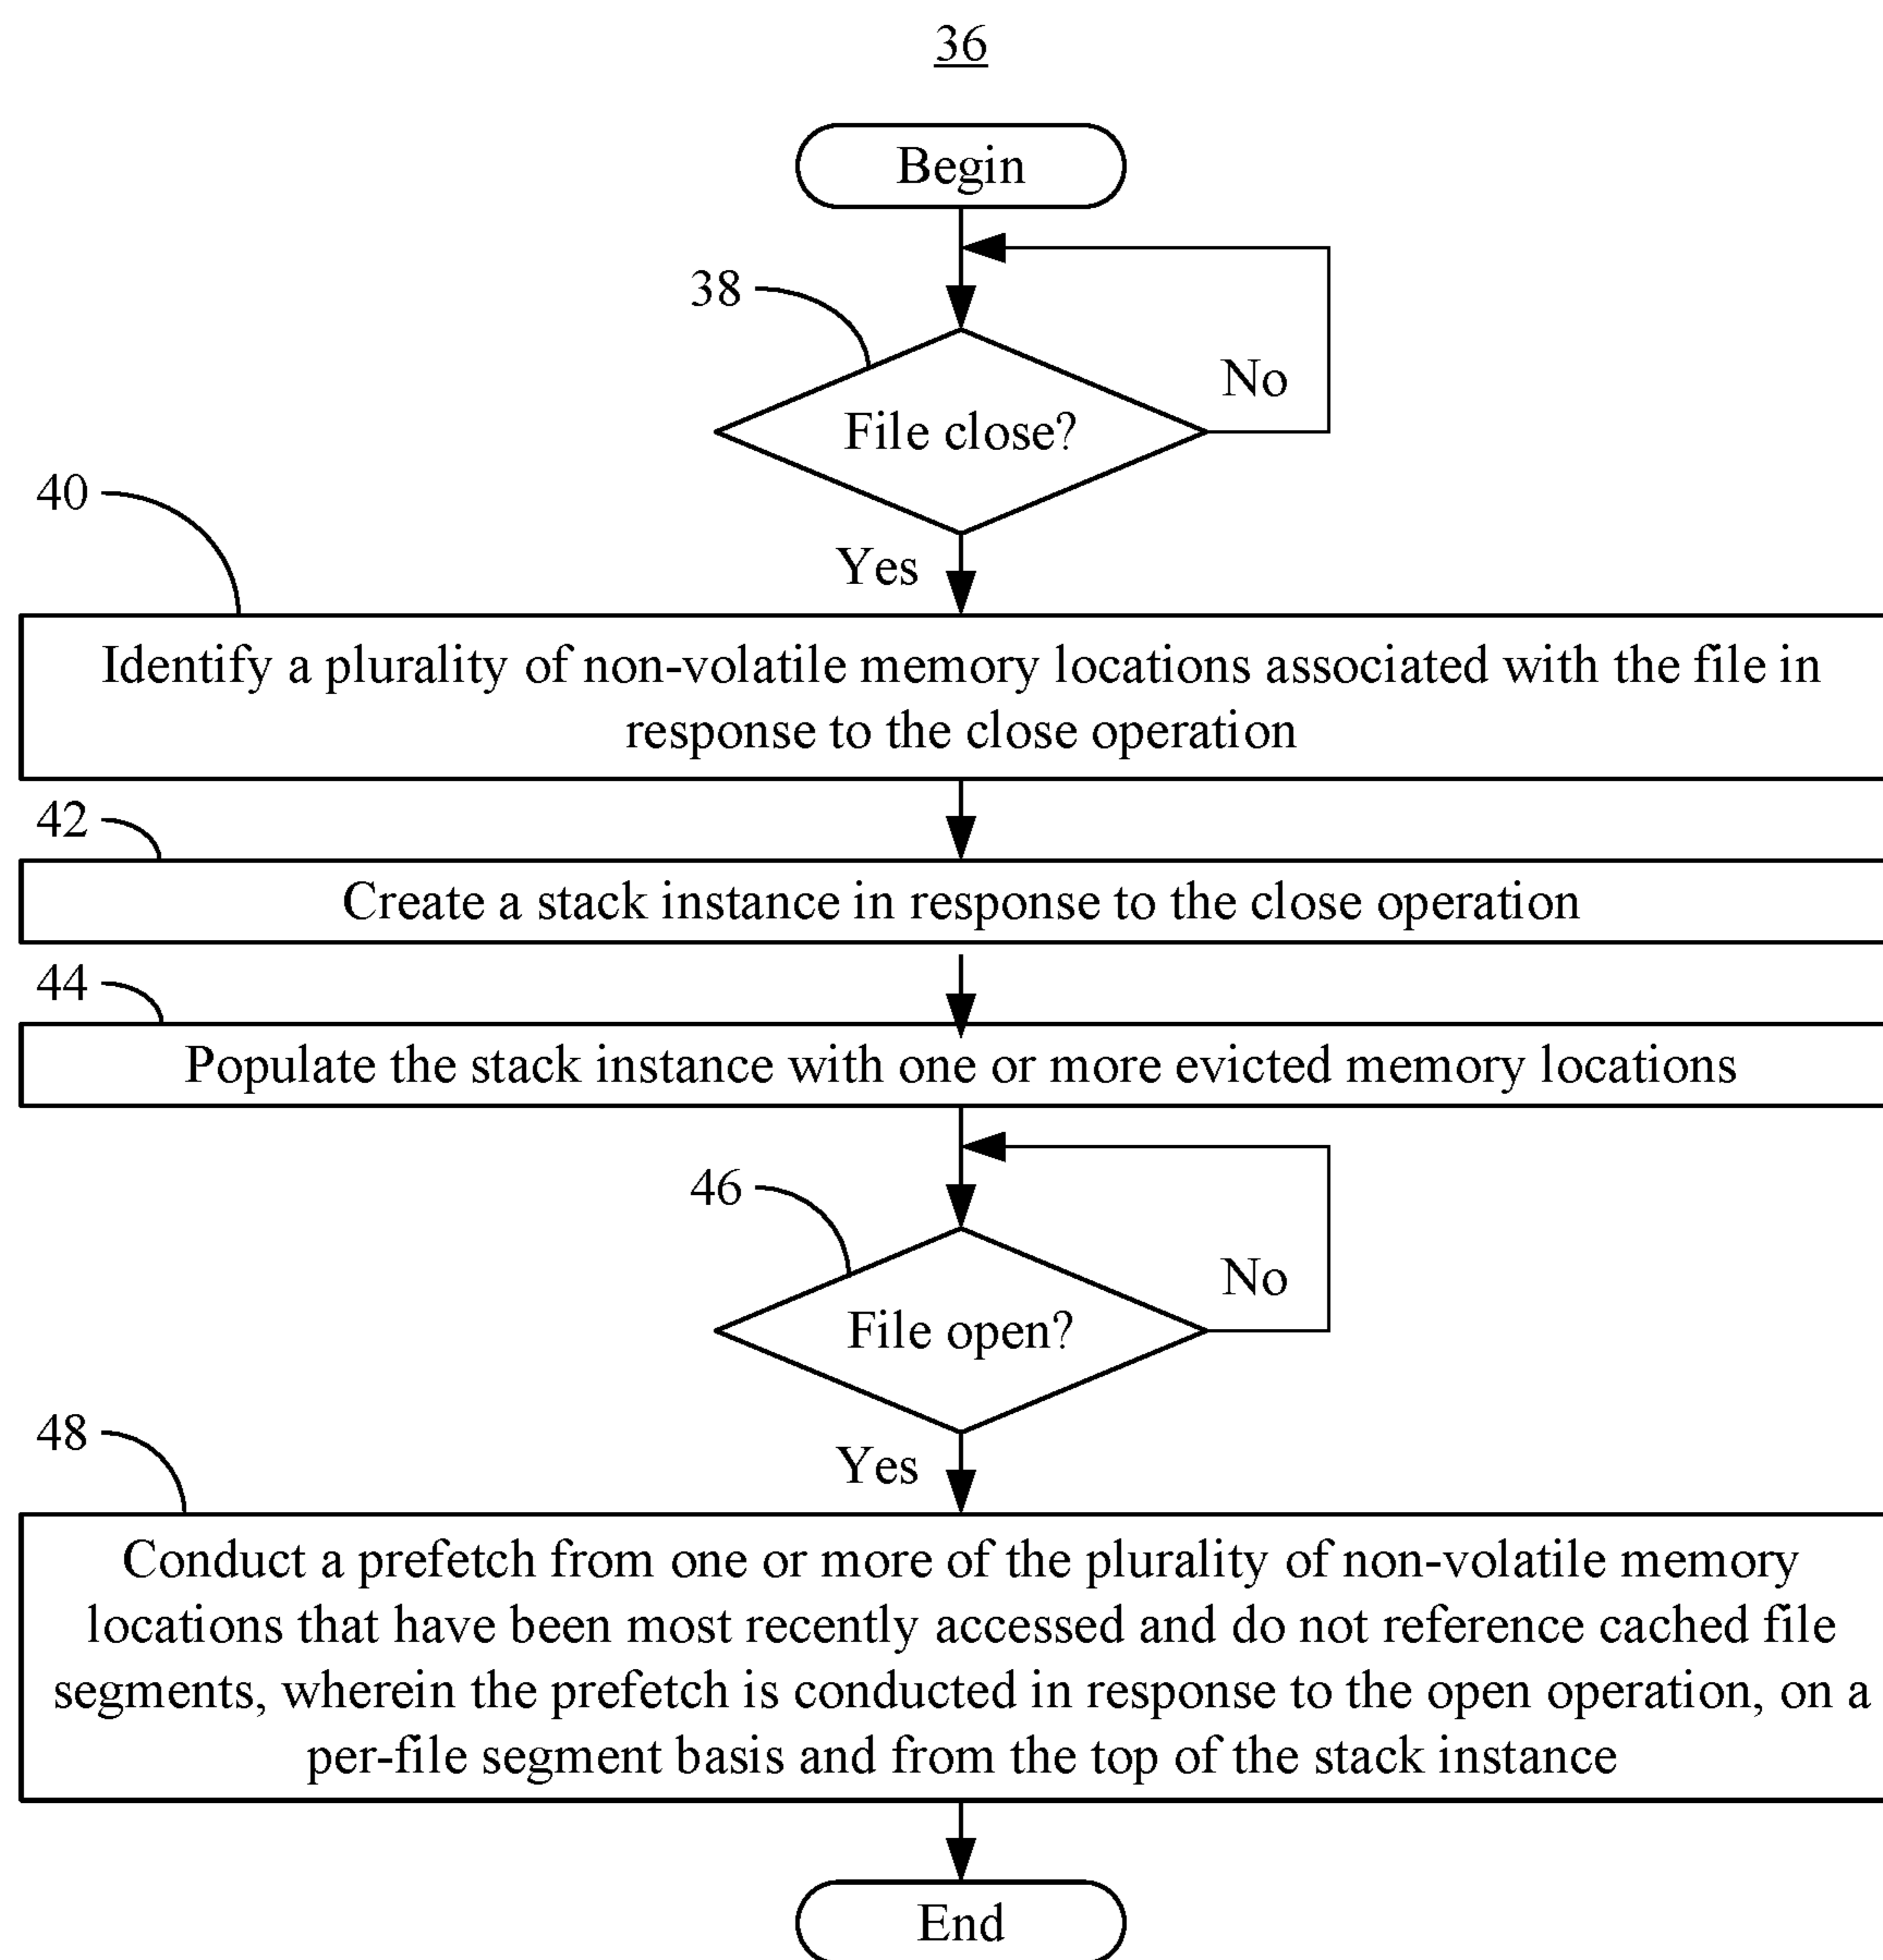 36
Begin
38
File close?
No
40
Yes
Identify a plurality of non-volatile memory locations associated with the file in
response to the close operation
42
Create a stack instance in response to the close operation
44
Populate the stack instance with one or more evicted memory locations
46
File open?
No
48
Yes
Conduct a prefetch from one or more of the plurality of non-volatile memory
locations that have been most recently accessed and do not reference cached file
segments, wherein the prefetch is conducted in response to the open operation, on a
per-file segment basis and from the top of the stack instance
End